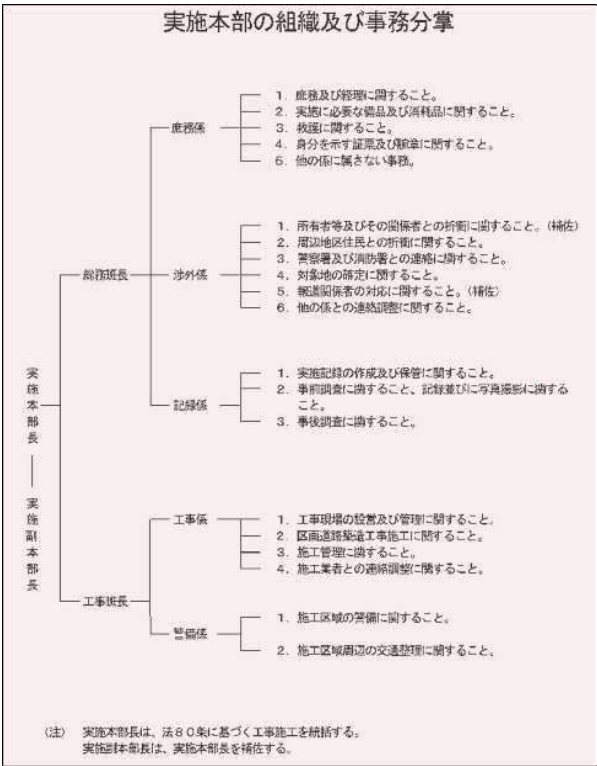 実施本部の組織及び事務分掌
実施本部長
実施副本部長
総務班長
庶務係
1. 庶務及び経理に関すること。
2. 実施に必要な備品及び消耗品に関すること。
3. 救護に関すること。
4. 身分を示す証票及び腕章に関すること。
5. 他の係に属さない事務。
渉外係
1. 所有者等及びその関係者との折衝に関すること。(補佐)
2. 周辺地区住民との折衝に関すること。
3. 警察署及び消防署との連絡に関すること。
4. 対象地の確定に関すること。
5. 報道関係者の対応に関すること。(補佐)
6. 他の係との連絡調整に関すること。
記録係
1. 実施記録の作成及び保管に関すること。
2. 事前調査に関すること、記録並びに写真撮影に関する
こと。
3. 事後調査に関すること。
工事班長
工事係
1. 工事現場の設営及び管理に関すること。
2. 区画道路築造工事施工に関すること。
3. 施工管理に関すること。
4. 施工業者との連絡調整に関すること。
警備係
1. 施工区域の警備に関すること。
2. 施工区域周辺の交通整理に関すること。
(注) 実施本部長は、法80条に基づく工事施工を統括する。
実施副本部長は、実施本部長を補佐する。